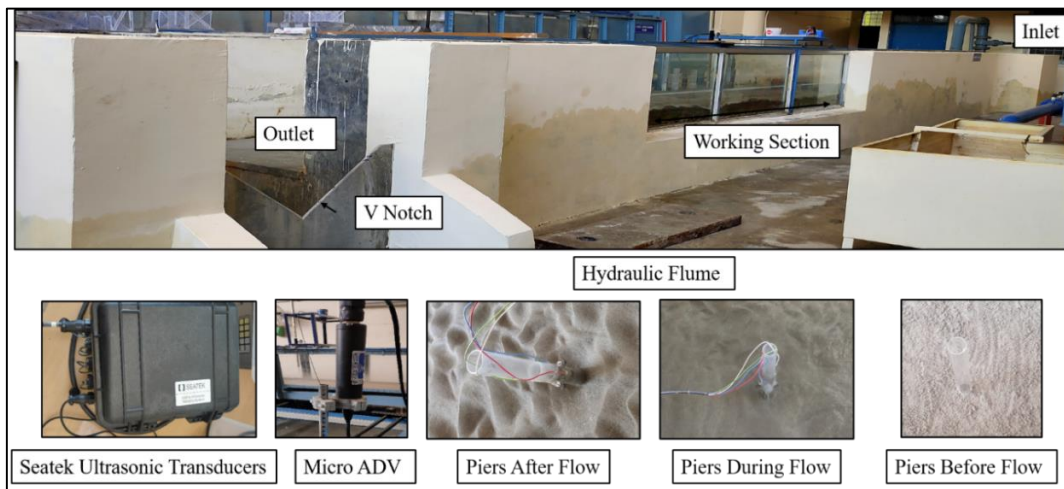 Inlet
Outlet
Working Section
V Notch
Hydraulic Flume
SEATEK
Seatek Ultrasonic Transducers
Micro ADV
Piers After Flow
Piers During Flow
Piers Before Flow